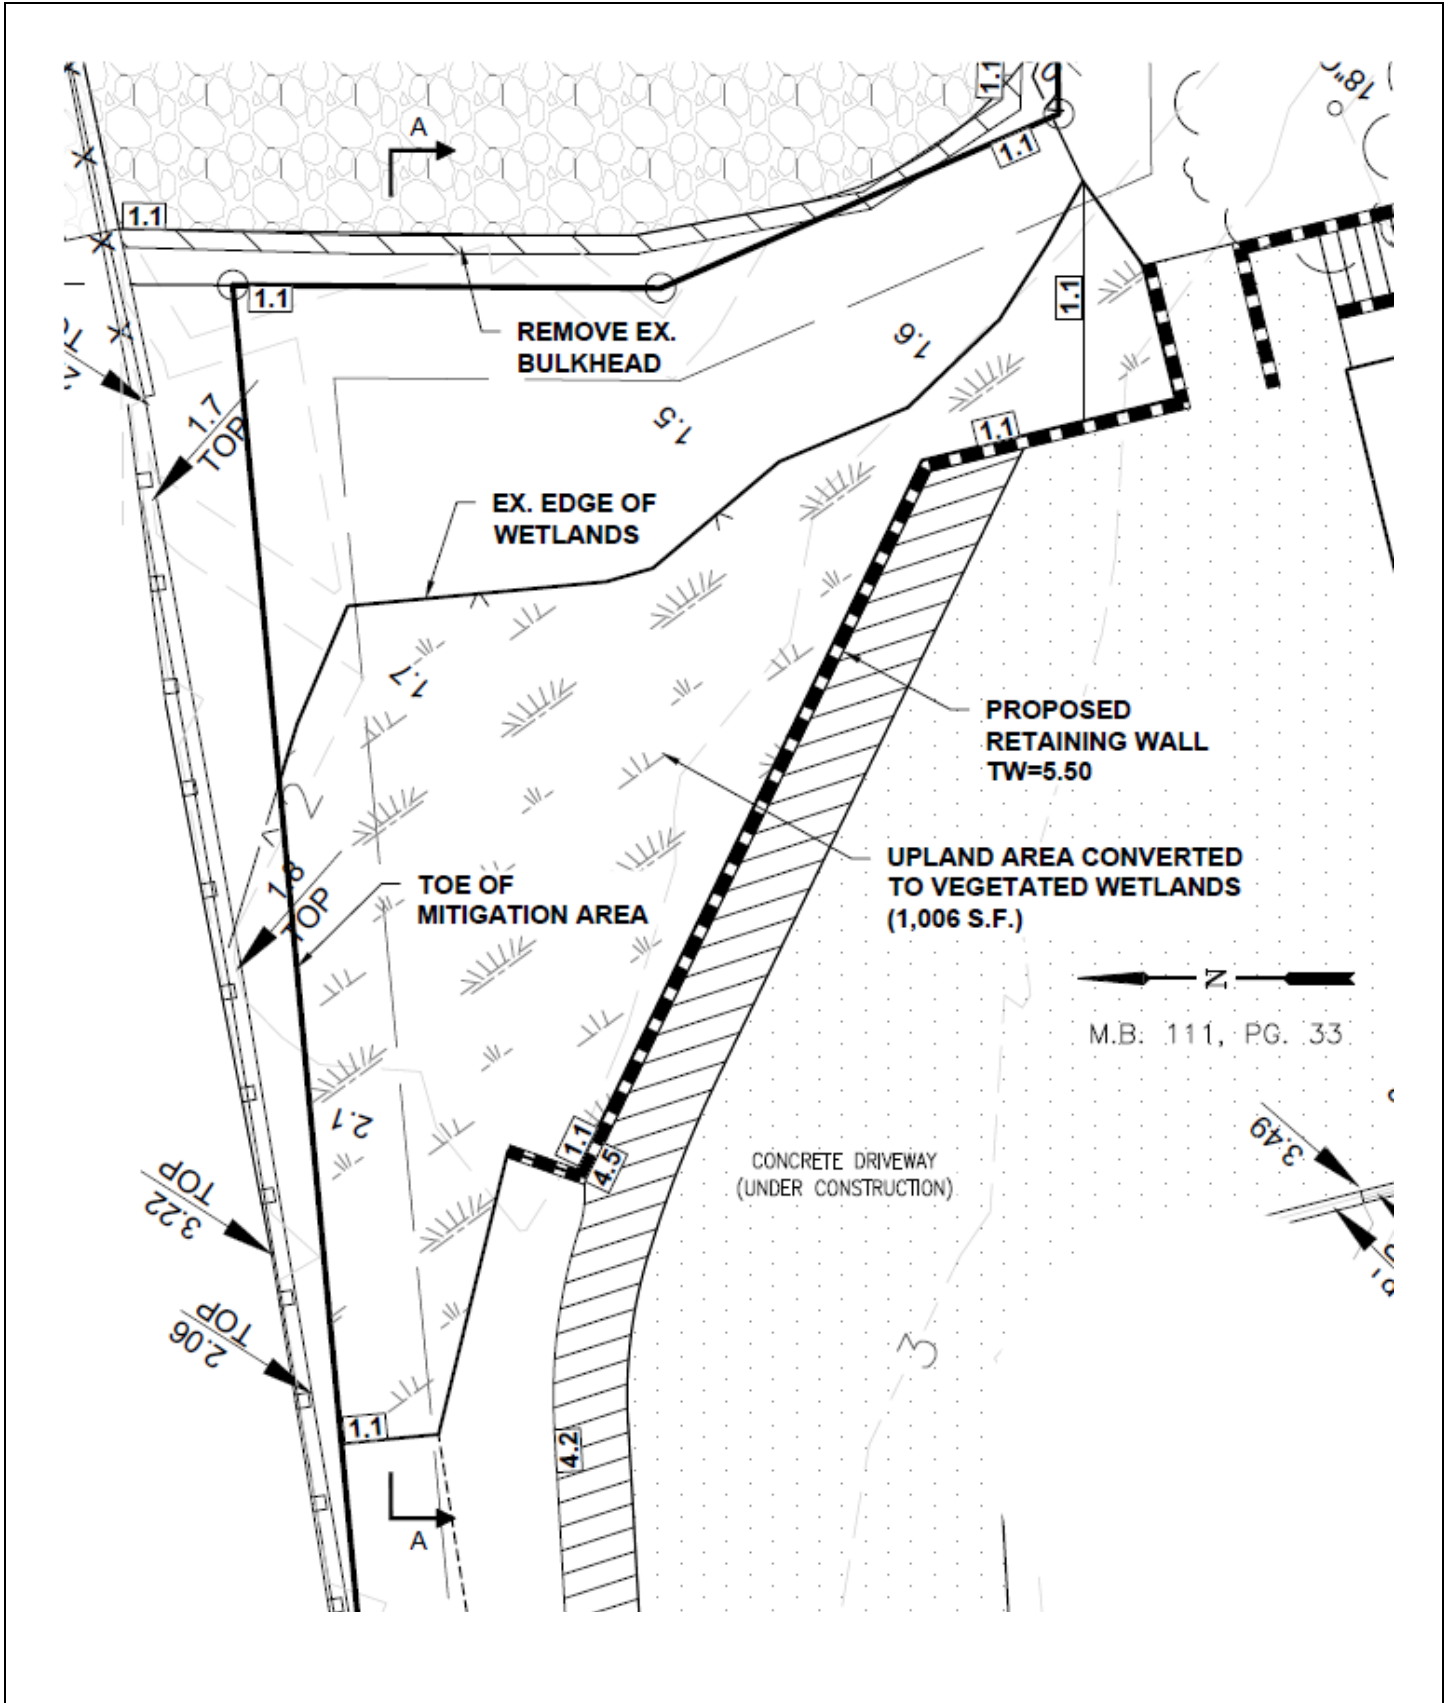 1.1
18"
A
1.1
1.1
1.1
1.1
REMOVE EX.
BULKHEAD
1.6
1.7
TOP
1.5
1.1
EX. EDGE OF
WETLANDS
1.7
PROPOSED
RETAINING WALL
TW=5.50
2
UPLAND AREA CONVERTED
TO VEGETATED WETLANDS
(1,006 S.F.)
1.8
TOP
TOE OF
MITIGATION AREA
N
M.B. 111, PG. 33
2.1
1.1
4.5
3.49
CONCRETE DRIVEWAY
(UNDER CONSTRUCTION)
3.22
TOP
2.06
TOP
3
1.1
4.2
A